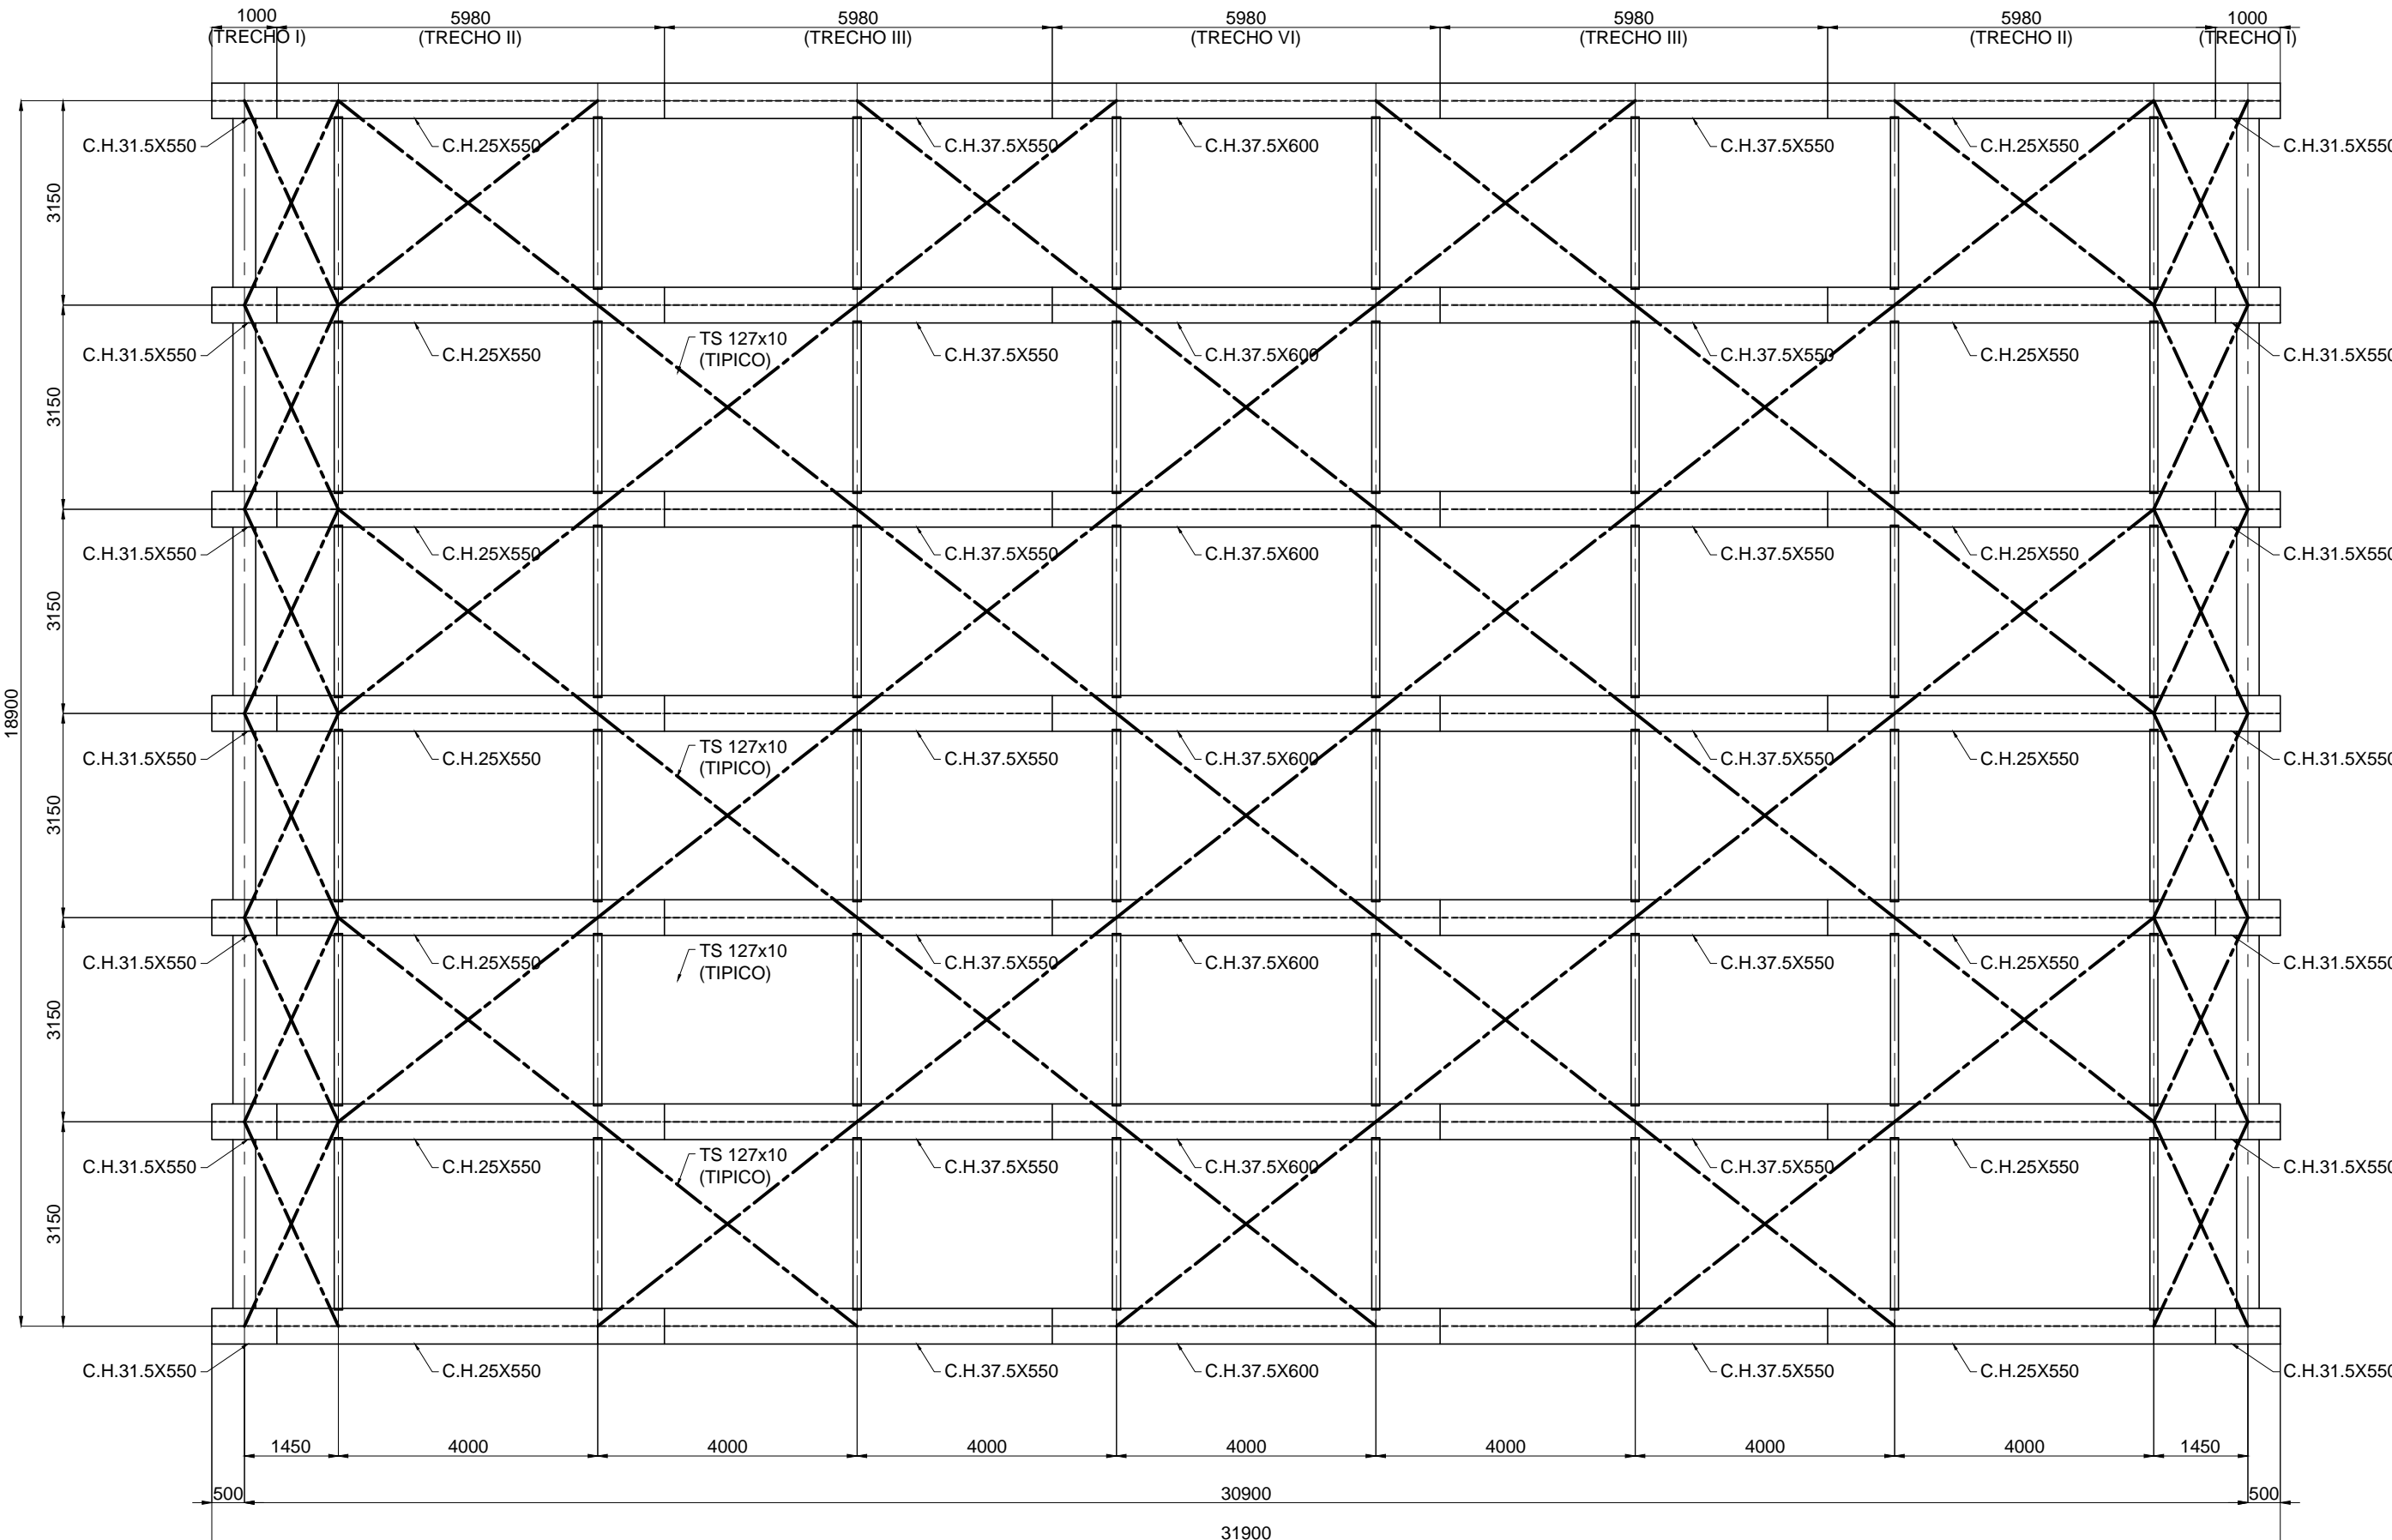 1000 5980 5980 5980 5980 5980 1000
(TRECHO I) (TRECHO II) (TRECHO III) (TRECHO VI) (TRECHO III) (TRECHO II) (TRECHO I)
C.H.31.5X550 C.H.25X550 C.H.37.5X550 C.H.37.5X600 C.H.37.5X550 C.H.25X550 C.H.31.5X550
3150
TS 127x10
(TIPICO)
C.H.31.5X550 C.H.25X550 C.H.37.5X550 C.H.37.5X600 C.H.37.5X550 C.H.25X550 C.H.31.5X550
3150
C.H.31.5X550 C.H.25X550 C.H.37.5X550 C.H.37.5X600 C.H.37.5X550 C.H.25X550 C.H.31.5X550
3150
18900
TS 127x10
(TIPICO)
C.H.31.5X550 C.H.25X550 C.H.37.5X550 C.H.37.5X600 C.H.37.5X550 C.H.25X550 C.H.31.5X550
3150
TS 127x10
(TIPICO)
C.H.31.5X550 C.H.25X550 C.H.37.5X550 C.H.37.5X600 C.H.37.5X550 C.H.25X550 C.H.31.5X550
3150
TS 127x10
(TIPICO)
C.H.31.5X550 C.H.25X550 C.H.37.5X550 C.H.37.5X600 C.H.37.5X550 C.H.25X550 C.H.31.5X550
3150
C.H.31.5X550 C.H.25X550 C.H.37.5X550 C.H.37.5X600 C.H.37.5X550 C.H.25X550 C.H.31.5X550
1450 4000 4000 4000 4000 4000 4000 4000 1450
500 30900 500
31900